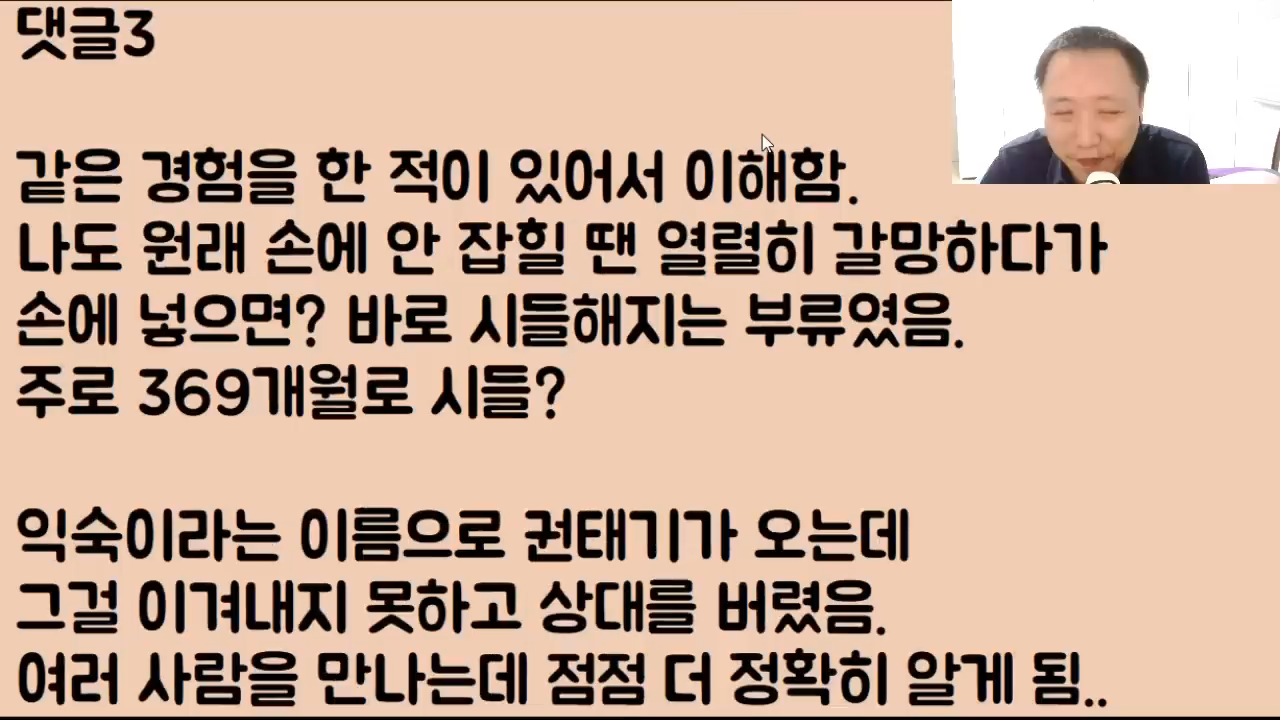 댓글3
같은 경험을 한 적이 있어서 이해함.
나도 원래 손에 안 잡힐 땐 열렬히 갈망하다가
손에 넣으면? 바로 시들해지는 부류였음.
주로 369개월로 시들?
익숙이라는 이름으로 권태기가 오는데
그걸 이겨내지 못하고 상대를 버렸음.
여러 사람을 만나는데 점점 더 정확히 알게 됨..